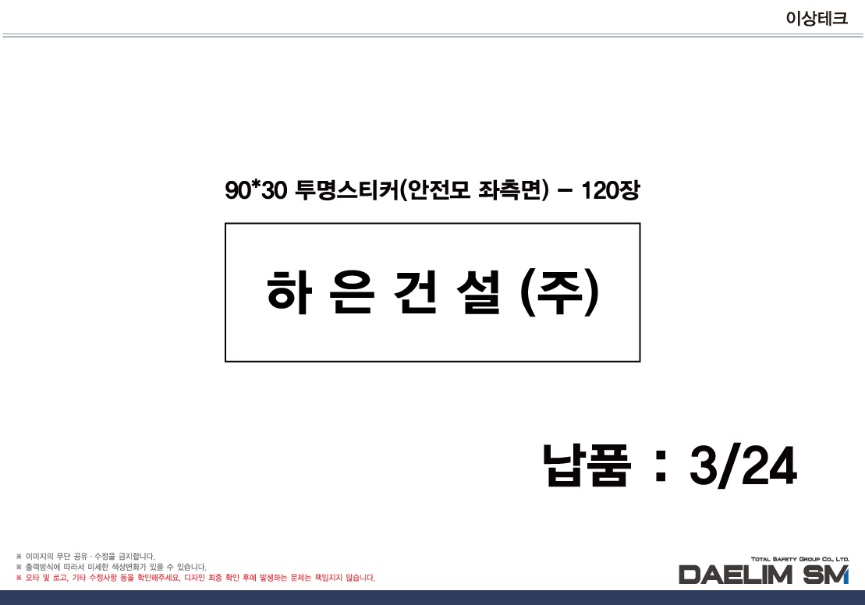 이상테크
90*30 투명스티커(안전모 좌측면) - 120장
하 은 건 설 (주)
납품 : 3/24
※ 이미지의 무단 공유 · 수정을 금지합니다.
※ 출력방식에 따라서 미세한 색상변화가 있을 수 있습니다.
※ 오타 및 로고, 기타 수정사항 등을 확인해주세요. 디자인 최종 확인 후에 발생하는 문제는 책임지지 않습니다.
TOTAL SAFETY GROUP CO., LTD.
DAELIM SM